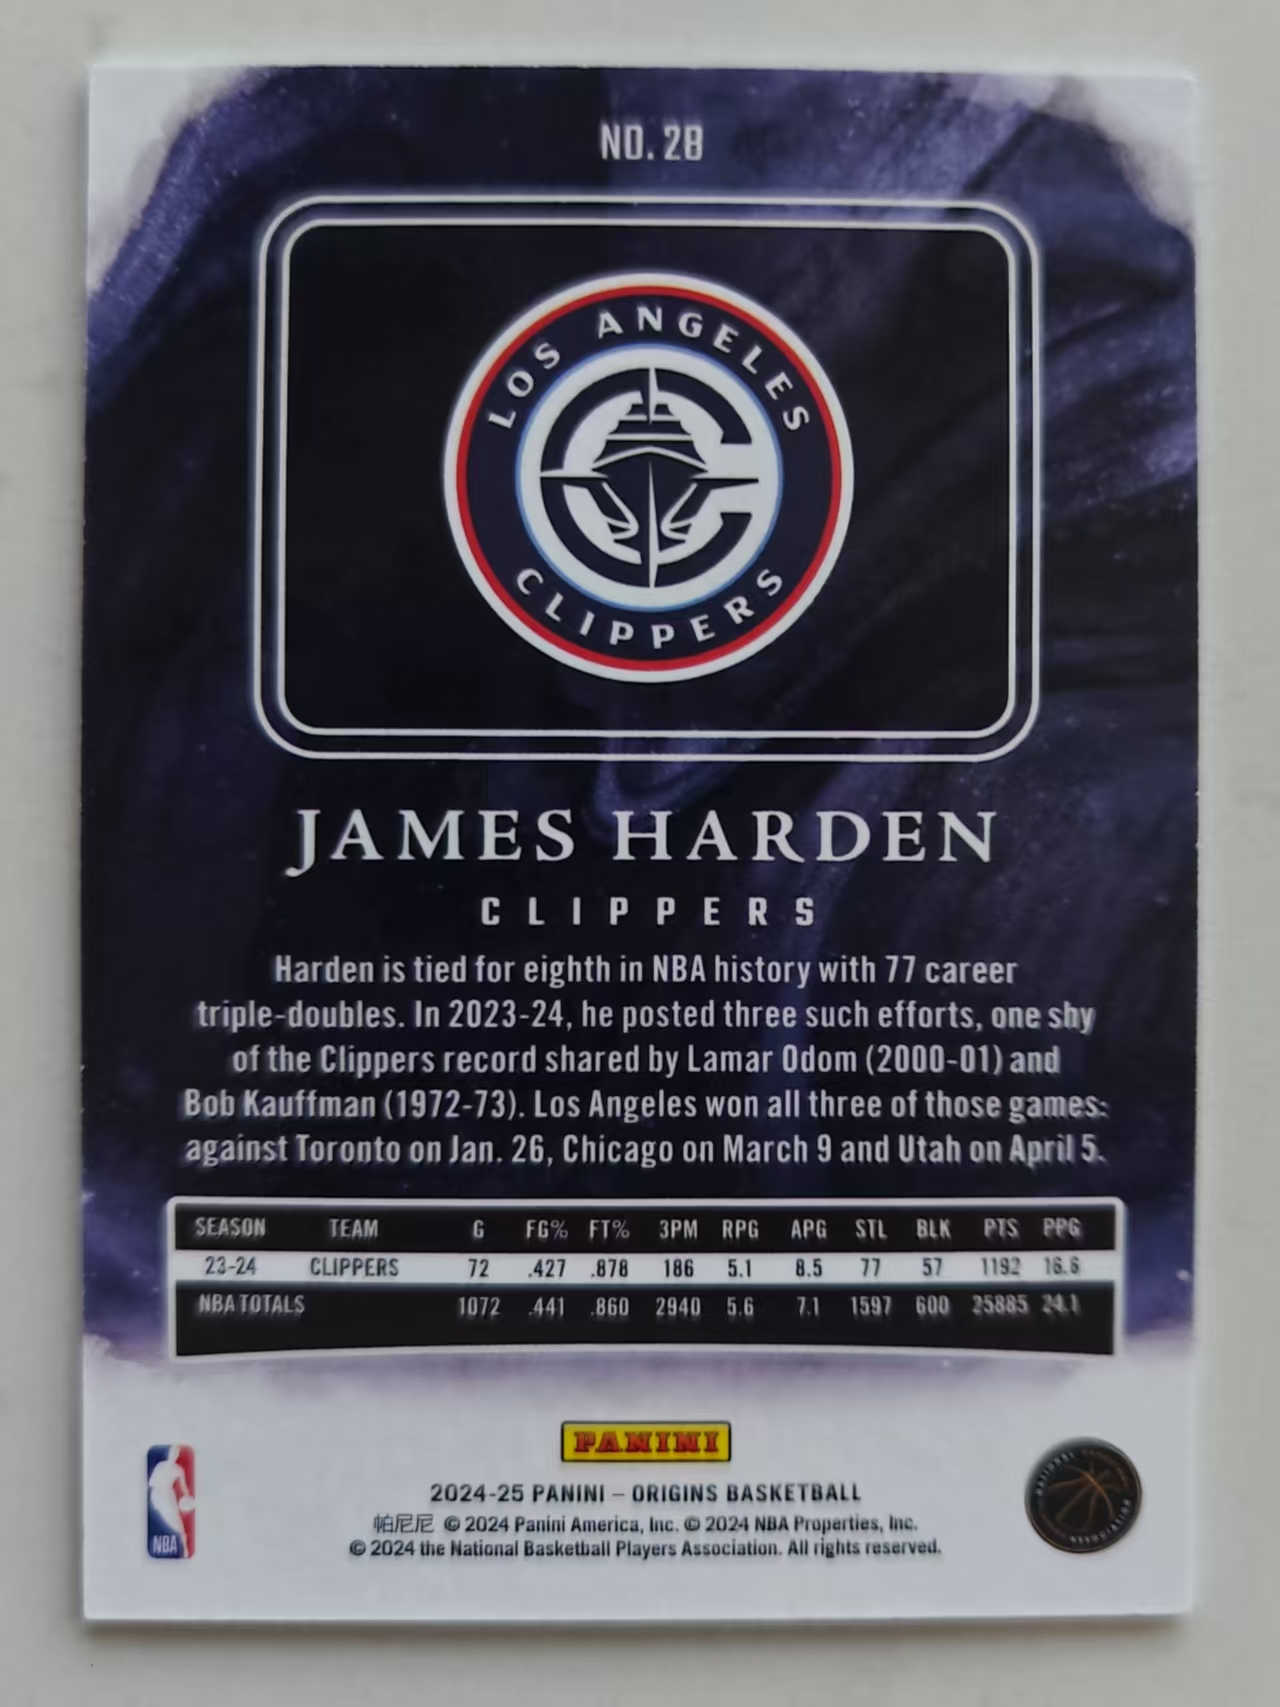 NO. 28
LOS ANGELES
CLIPPERS
JAMES HARDEN
CLIPPERS
Harden is tied for eighth in NBA history with 77 career
triple-doubles. In 2023-24, he posted three such efforts, one shy
of the Clippers record shared by Lamar Odom (2000-01) and
Bob Kauffman (1972-73). Los Angeles won all three of those games:
against Toronto on Jan. 26, Chicago on March 9 and Utah on April 5.
SEASON TEAM G FG% FT% 3PM RPG APG STL BLK PTS PPG
23-24 CLIPPERS 72 .427 .878 186 5.1 8.5 77 57 1192 16.6
NBA TOTALS 1072 .441 .860 2940 5.6 7.1 1597 600 25885 24.1
PANINI
2024-25 PANINI – ORIGINS BASKETBALL
帕尼尼 © 2024 Panini America, Inc. © 2024 NBA Properties, Inc.
© 2024 the National Basketball Players Association. All rights reserved.
NBA
NATIONAL
ASSOCIATION